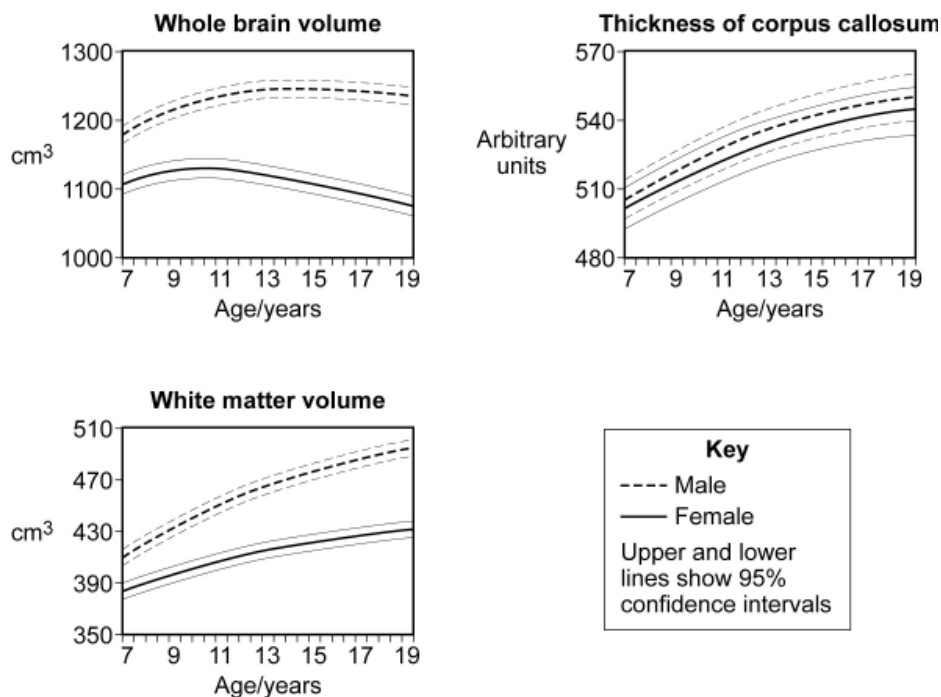 Whole brain volume
1300
1200
cm3
1100
1000
7 9 11 13 15 17 19
Age/years
Thickness of corpus callosum
570
540
Arbitrary
units
510
480
7 9 11 13 15 17 19
Age/years
White matter volume
510
470
cm3
430
390
350
7 9 11 13 15 17 19
Age/years
Key
Male
Female
Upper and lower
lines show 95%
confidence intervals